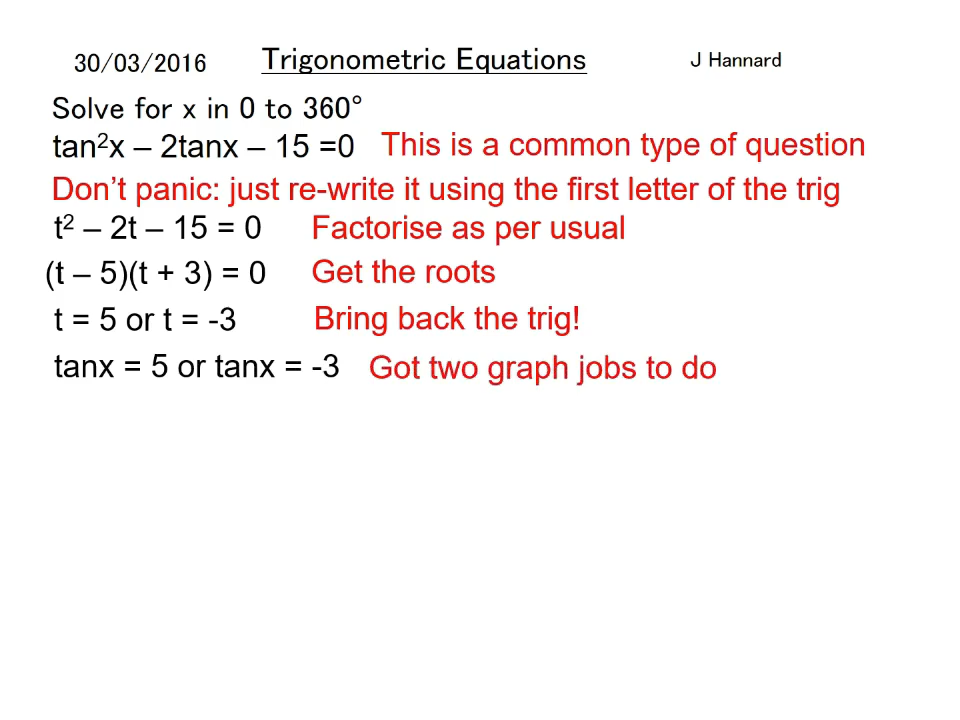 30/03/2016 Trigonometric Equations J Hannard
Solve for x in 0 to 360°
tan²x – 2tanx – 15 =0 This is a common type of question
Don’t panic: just re-write it using the first letter of the trig
t² – 2t – 15 = 0 Factorise as per usual
(t – 5)(t + 3) = 0 Get the roots
t = 5 or t = -3 Bring back the trig!
tanx = 5 or tanx = -3 Got two graph jobs to do